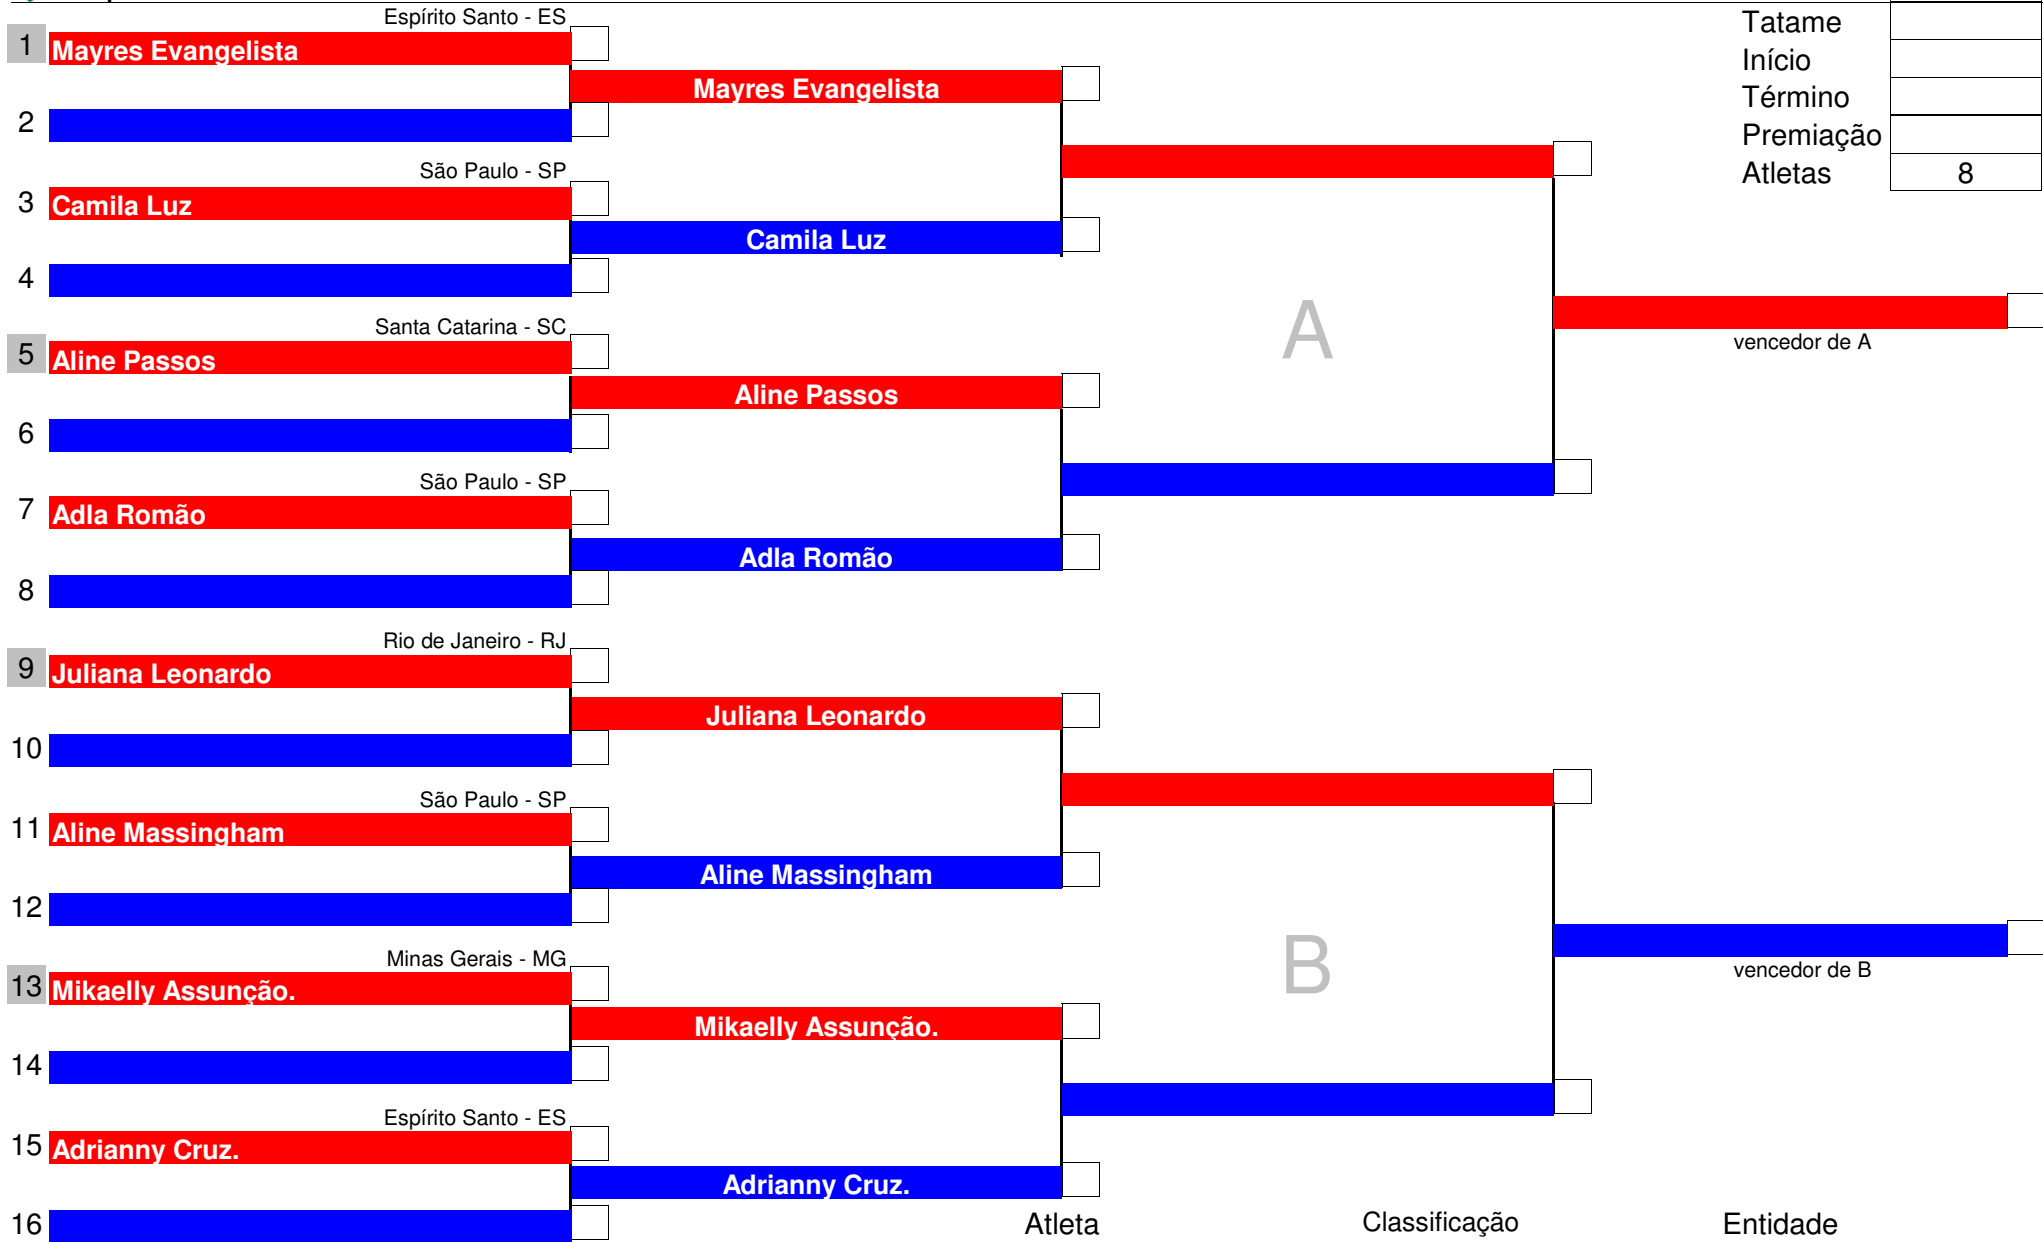 Espírito Santo - ES
1 Mayres Evangelista
Mayres Evangelista
2
São Paulo - SP
3 Camila Luz
Camila Luz
4
Santa Catarina - SC
5 Aline Passos
Aline Passos
6
São Paulo - SP
7 Adla Romão
Adla Romão
8
Rio de Janeiro - RJ
9 Juliana Leonardo
Juliana Leonardo
10
São Paulo - SP
11 Aline Massingham
Aline Massingham
12
Minas Gerais - MG
13 Mikaelly Assunção.
Mikaelly Assunção.
14
Espírito Santo - ES
15 Adrianny Cruz.
Adrianny Cruz.
16
A
B
vencedor de A
vencedor de B
Tatame
Início
Término
Premiação
Atletas 8
Atleta Classificação Entidade